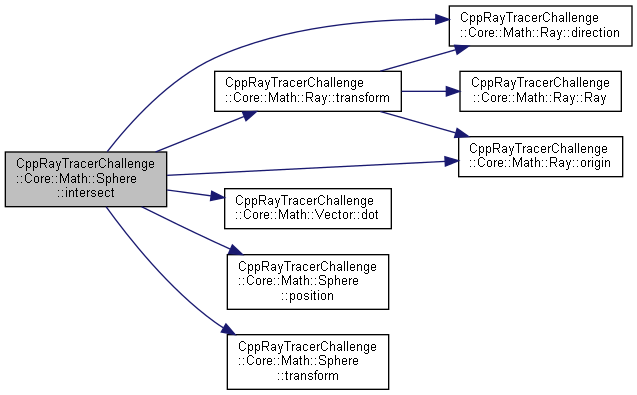 CppRayTracerChallenge
::Core::Math::Sphere
::intersect
CppRayTracerChallenge
::Core::Math::Ray::direction
CppRayTracerChallenge
::Core::Math::Ray::transform
CppRayTracerChallenge
::Core::Math::Ray::Ray
CppRayTracerChallenge
::Core::Math::Ray::origin
CppRayTracerChallenge
::Core::Math::Vector::dot
CppRayTracerChallenge
::Core::Math::Sphere
::position
CppRayTracerChallenge
::Core::Math::Sphere
::transform